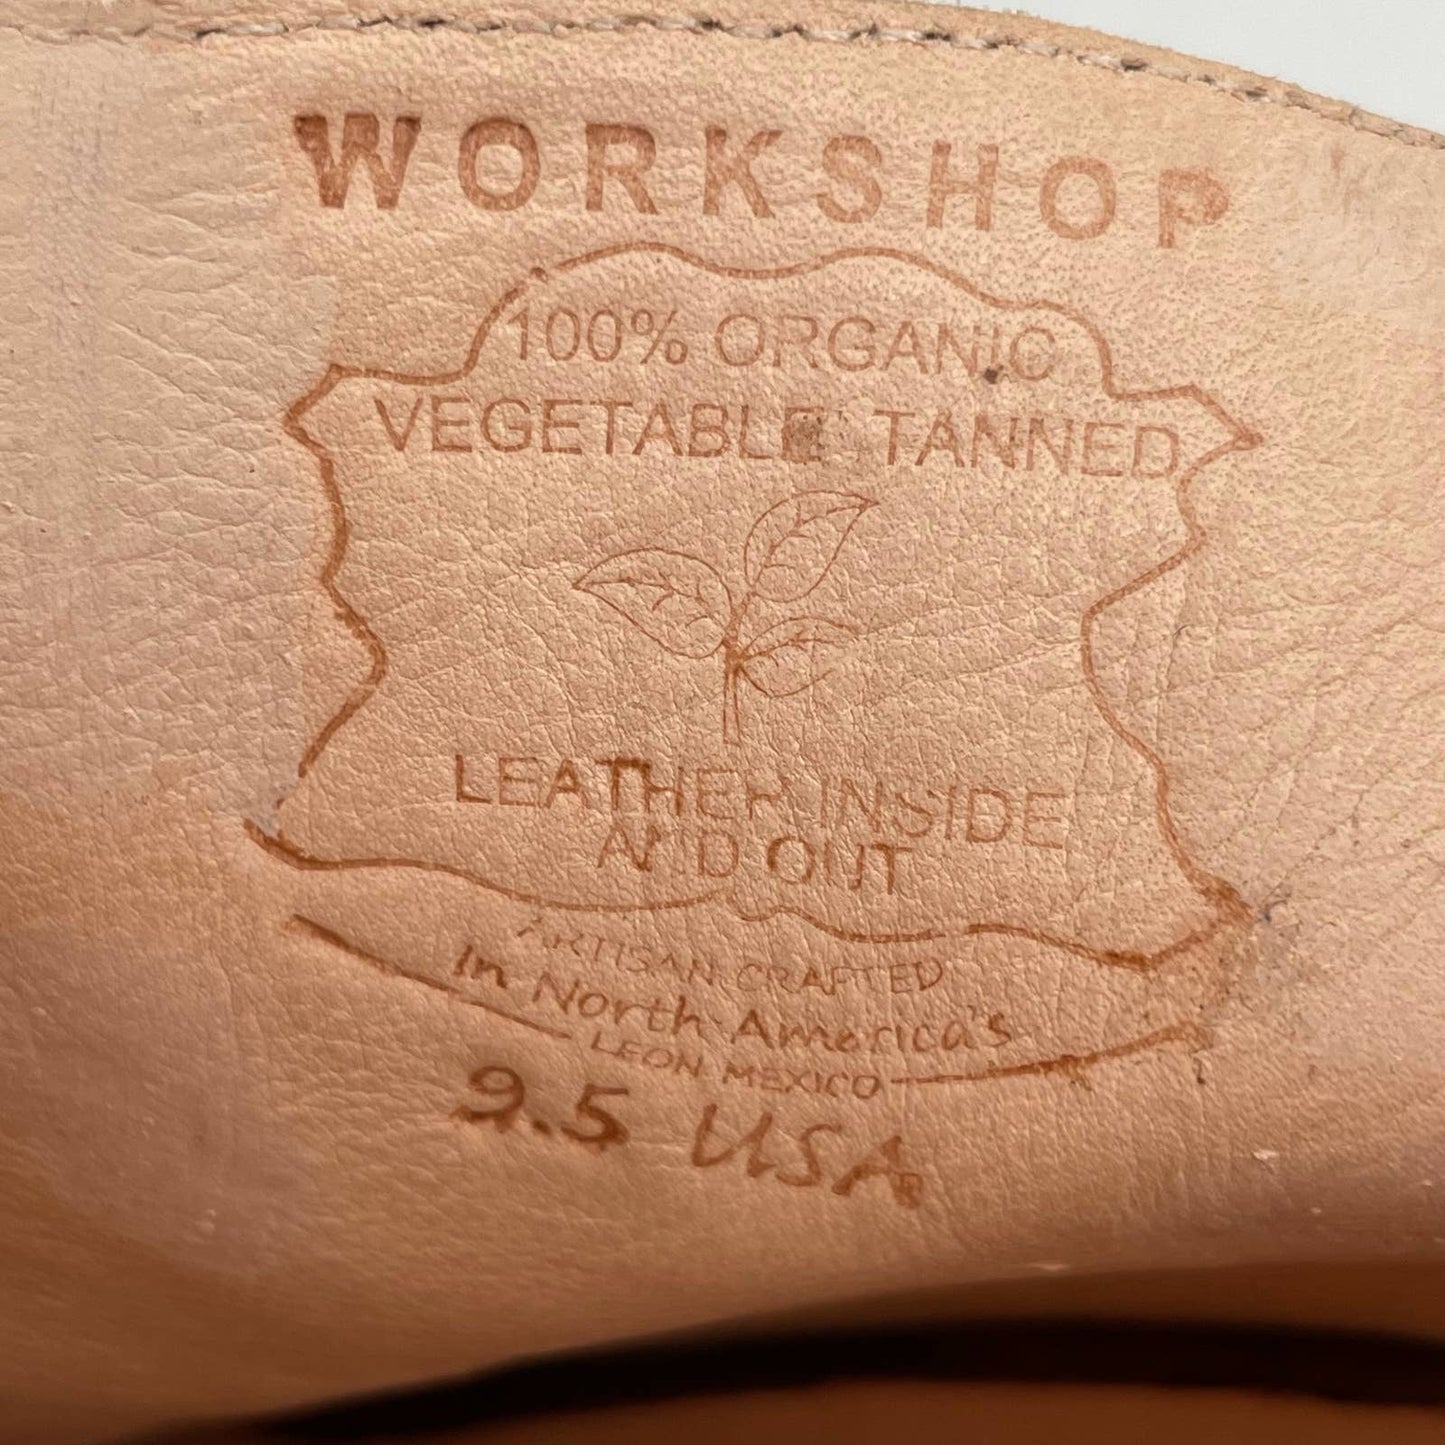 WORKSHOP
100% ORGANIC
VEGETABLE TANNED
LEATHER INSIDE
AND OUT
ARTISAN CRAFTED
In North America's
LEON MEXICO
9.5 USA